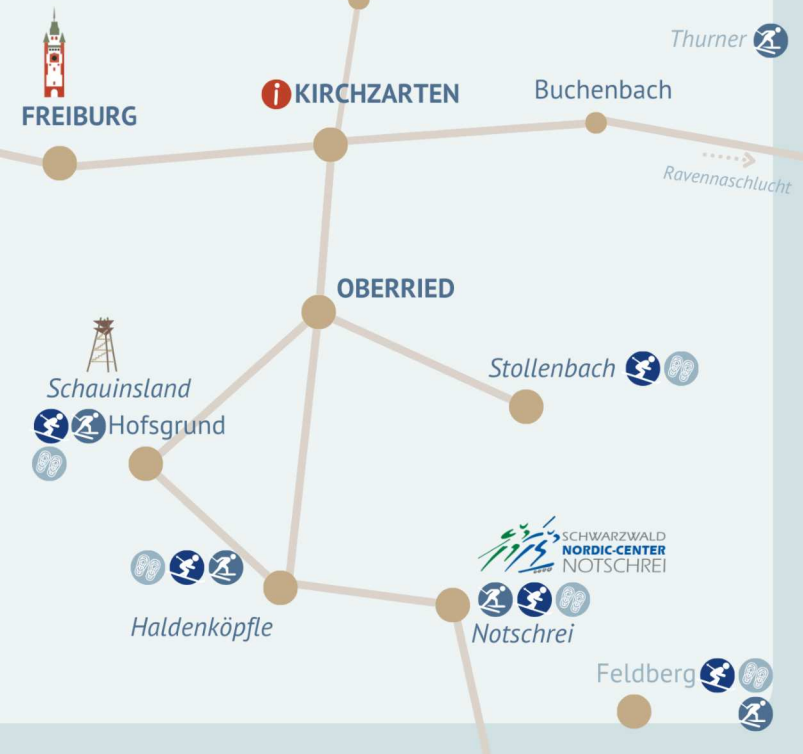 Thurner
FREIBURG
i KIRCHZARTEN
Buchenbach
Ravennaschlucht
OBERRIED
Schauinsland
Hofsgrund
Stollenbach
SCHWARZWALD
NORDIC-CENTER
NOTSCHREI
Haldenköpfle
Notschrei
Feldberg